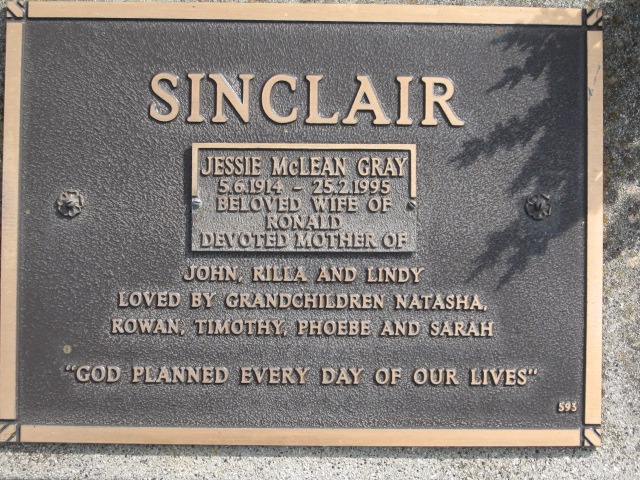 SINCLAIR
JESSIE McLEAN GRAY
5.6.1914 - 25.2.1995
BELOVED WIFE OF
RONALD
DEVOTED MOTHER OF
JOHN, RILLA AND LINDY
LOVED BY GRANDCHILDREN NATASHA,
ROWAN, TIMOTHY, PHOEBE AND SARAH
"GOD PLANNED EVERY DAY OF OUR LIVES"
593